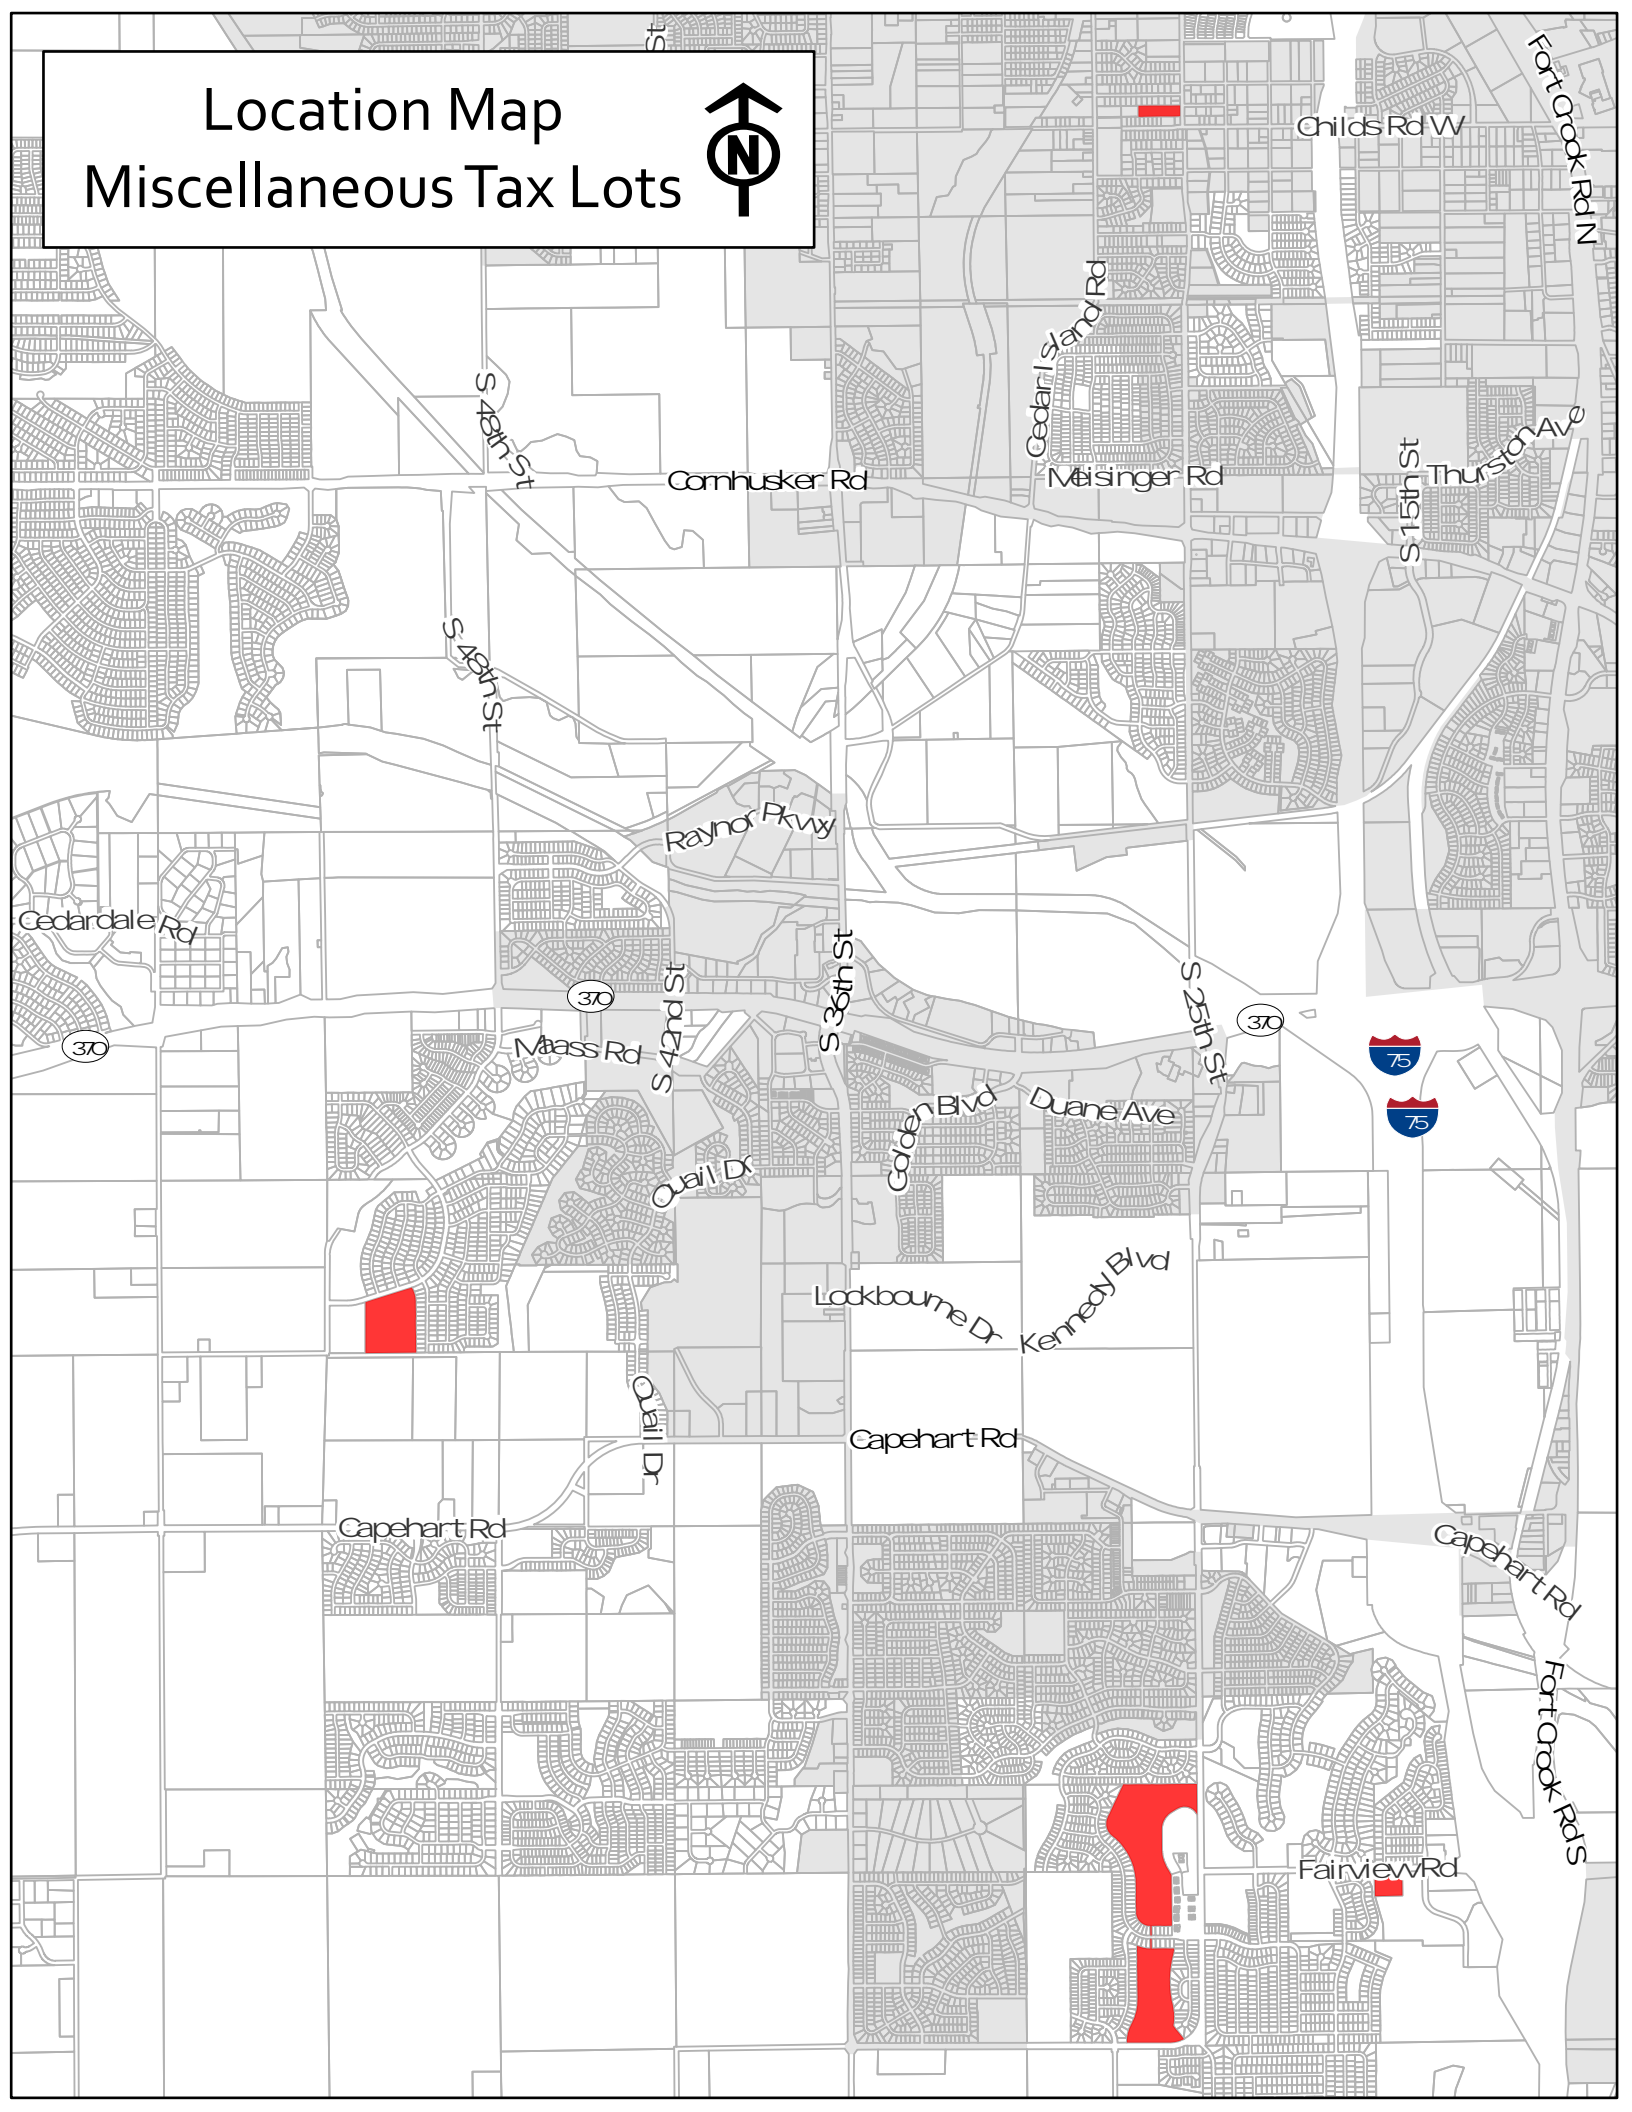 St
Location Map
Miscellaneous Tax Lots
N
Fort Crook Rd N
Childs Rd W
Cedar Island Rd
S 48th St
Cornhusker Rd
Meisinger Rd
S 15th St
Thurston Ave
S 48th St
Raynor Pkwy
Cedardale Rd
S 36th St
S 42nd St
S 25th St
370
370
370
Maass Rd
75
75
Golden Blvd
Duane Ave
Quail Dr
Lockbourne Dr
Kennedy Blvd
Quail Dr
Capehart Rd
Capehart Rd
Capehart Rd
Fort Crook Rd S
Fairview Rd